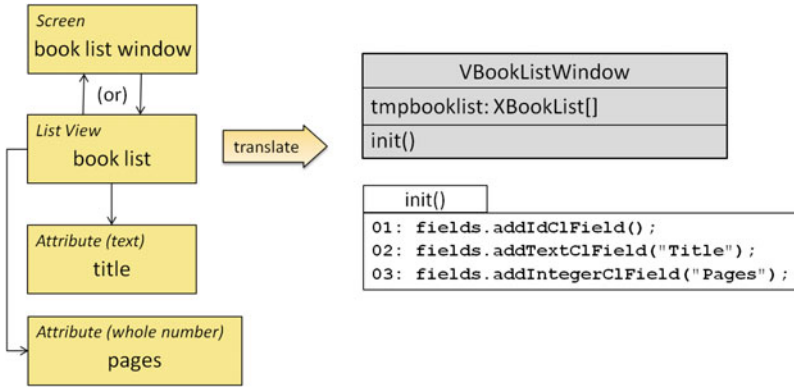 Screen
book list window
(or)
List View
book list
Attribute (text)
title
Attribute (whole number)
pages
translate
VBookListWindow
tmpbooklist: XBookList[]
init()
init()
01: fields.addIdClField();
02: fields.addTextClField("Title");
03: fields.addIntegerClField("Pages");